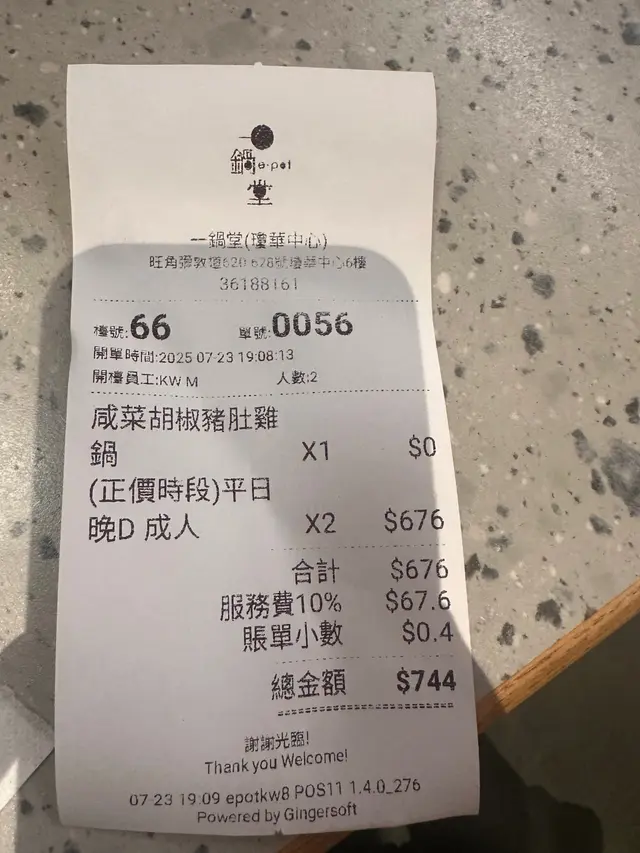 一
鍋e·pot
堂
一鍋堂(瓊華中心)
旺角彌敦道620-628號瓊華中心6樓
36188161
檯號:66 單號:0056
開單時間:2025-07-23 19:08:13
開檯員工:KW M 人數:2
咸菜胡椒豬肚雞
鍋 X1 $0
(正價時段)平日
晚D 成人 X2 $676
合計 $676
服務費10% $67.6
賬單小數 $0.4
總金額 $744
謝謝光臨!
Thank you Welcome!
07-23 19:09 epotkw8 POS11 1.4.0_276
Powered by Gingersoft